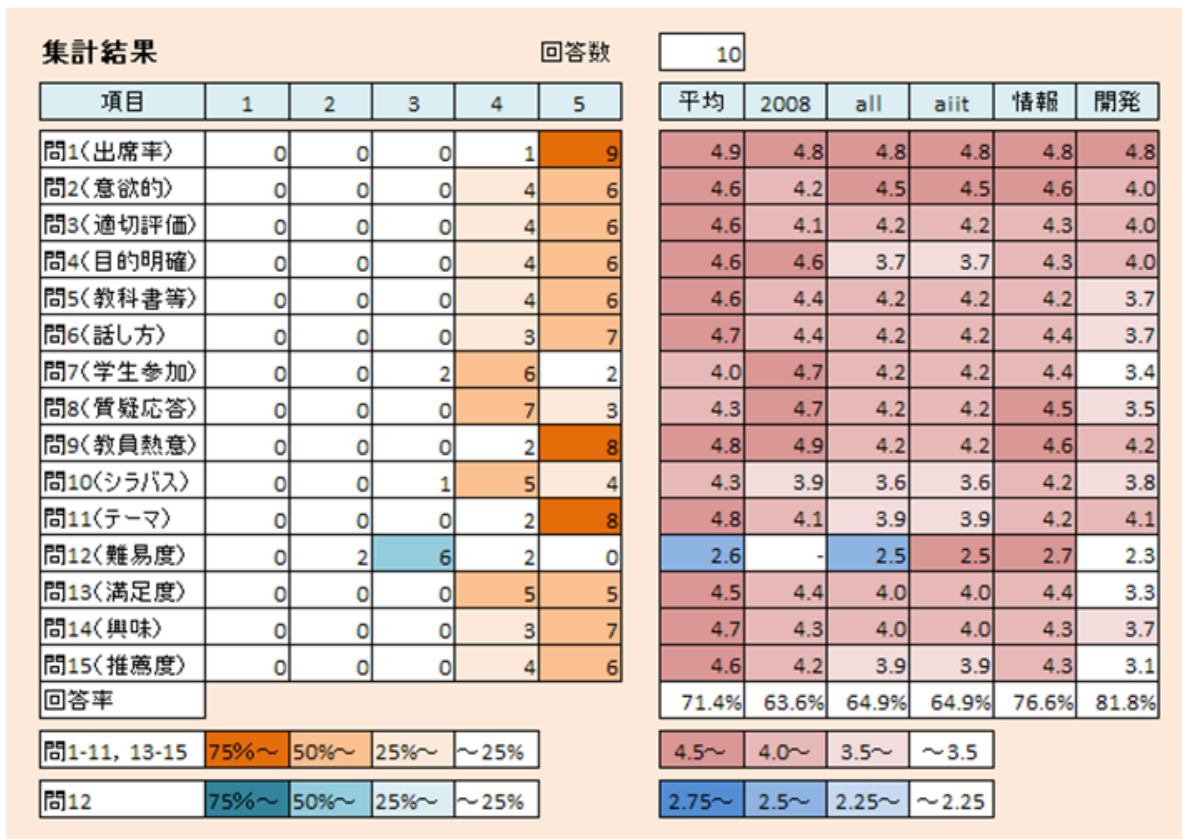 集計結果 回答数 10
項目 1 2 3 4 5 平均 2008 all aiit 情報 開発
問1(出席率) 0 0 0 1 9 4.9 4.8 4.8 4.8 4.8 4.8
問2(意欲的) 0 0 0 4 6 4.6 4.2 4.5 4.5 4.6 4.0
問3(適切評価) 0 0 0 4 6 4.6 4.1 4.2 4.2 4.3 4.0
問4(目的明確) 0 0 0 4 6 4.6 4.6 3.7 3.7 4.3 4.0
問5(教科書等) 0 0 0 4 6 4.6 4.4 4.2 4.2 4.2 3.7
問6(話し方) 0 0 0 3 7 4.7 4.4 4.2 4.2 4.4 3.7
問7(学生参加) 0 0 2 6 2 4.0 4.7 4.2 4.2 4.4 3.4
問8(質疑応答) 0 0 0 7 3 4.3 4.7 4.2 4.2 4.5 3.5
問9(教員熱意) 0 0 0 2 8 4.8 4.9 4.2 4.2 4.6 4.2
問10(シラバス) 0 0 1 5 4 4.3 3.9 3.6 3.6 4.2 3.8
問11(テーマ) 0 0 0 2 8 4.8 4.1 3.9 3.9 4.2 4.1
問12(難易度) 0 2 6 2 0 2.6 - 2.5 2.5 2.7 2.3
問13(満足度) 0 0 0 5 5 4.5 4.4 4.0 4.0 4.4 3.3
問14(興味) 0 0 0 3 7 4.7 4.3 4.0 4.0 4.3 3.7
問15(推薦度) 0 0 0 4 6 4.6 4.2 3.9 3.9 4.3 3.1
回答率 71.4% 63.6% 64.9% 64.9% 76.6% 81.8%
問1-11, 13-15 75%~ 50%~ 25%~ ~25% 4.5~ 4.0~ 3.5~ ~3.5
問12 75%~ 50%~ 25%~ ~25% 2.75~ 2.5~ 2.25~ ~2.25